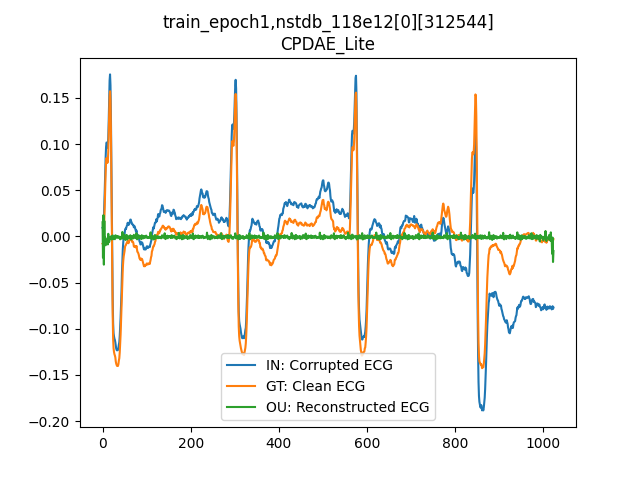 train_epoch1,nstdb_118e12[0][312544]
CPDAE_Lite
0.15
0.10
0.05
0.00
−0.05
−0.10
−0.15
−0.20
IN: Corrupted ECG
GT: Clean ECG
OU: Reconstructed ECG
0 200 400 600 800 1000